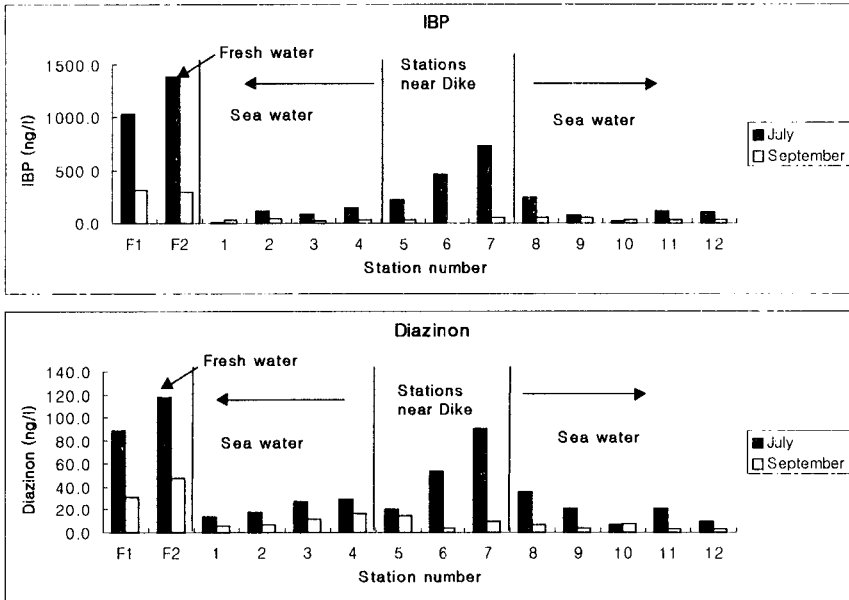 IBP
Fresh water
1500.0
1000.0
500.0
0.0
IBP (ng/l)
Sea water
Stations
near Dike
Sea water
July
September
F1 F2 1 2 3 4 5 6 7 8 9 10 11 12
Station number
Diazinon
Fresh water
140.0
120.0
100.0
80.0
60.0
40.0
20.0
0.0
Diazinon (ng/l)
Sea water
Stations
near Dike
Sea water
July
September
F1 F2 1 2 3 4 5 6 7 8 9 10 11 12
Station number